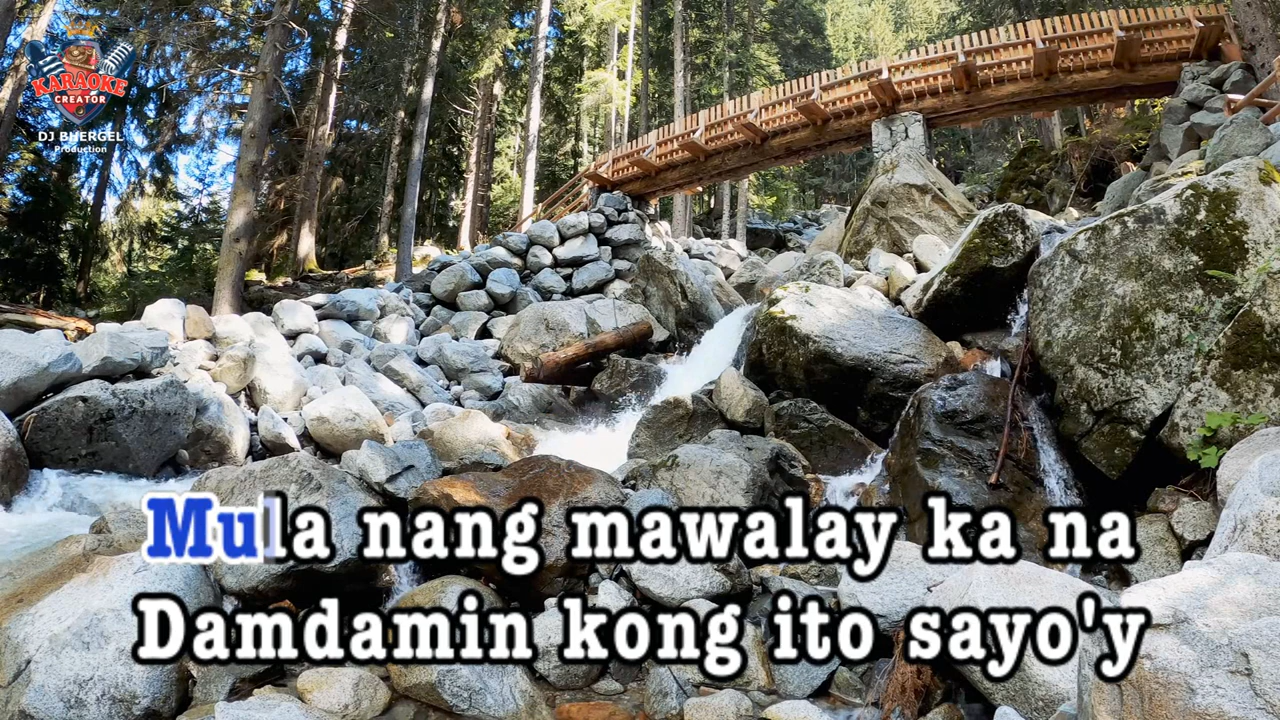 KARAOKE
CREATOR
DJ BHERGEL
Production
Mula nang mawalay ka na
Damdamin kong ito sayo'y